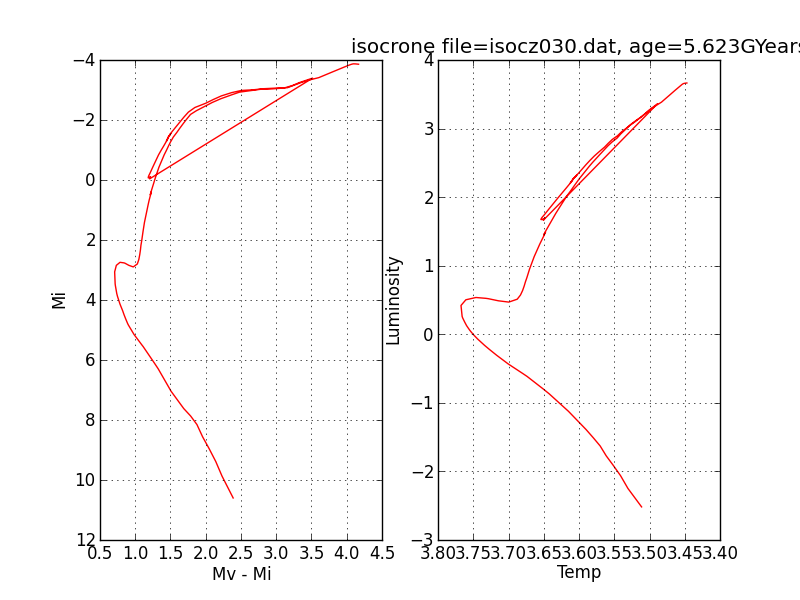 isocrone file=isocz030.dat, age=5.623GYears
−4
−2
0
2
4
6
8
10
12
Mi
0.5 1.0 1.5 2.0 2.5 3.0 3.5 4.0 4.5
Mv - Mi
4
3
2
1
0
−1
−2
−3
Luminosity
3.80 3.75 3.70 3.65 3.60 3.55 3.50 3.45 3.40
Temp